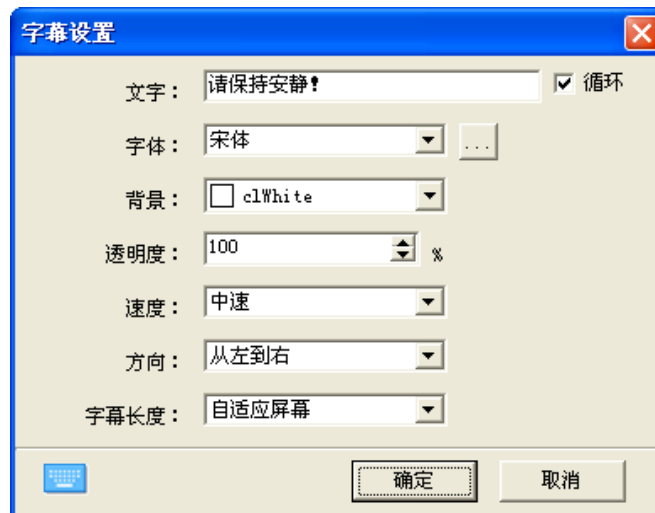 字幕设置
文字： 请保持安静！ 循环
字体： 宋体 ...
背景： clWhite
透明度： 100 %
速度： 中速
方向： 从左到右
字幕长度： 自适应屏幕
确定 取消